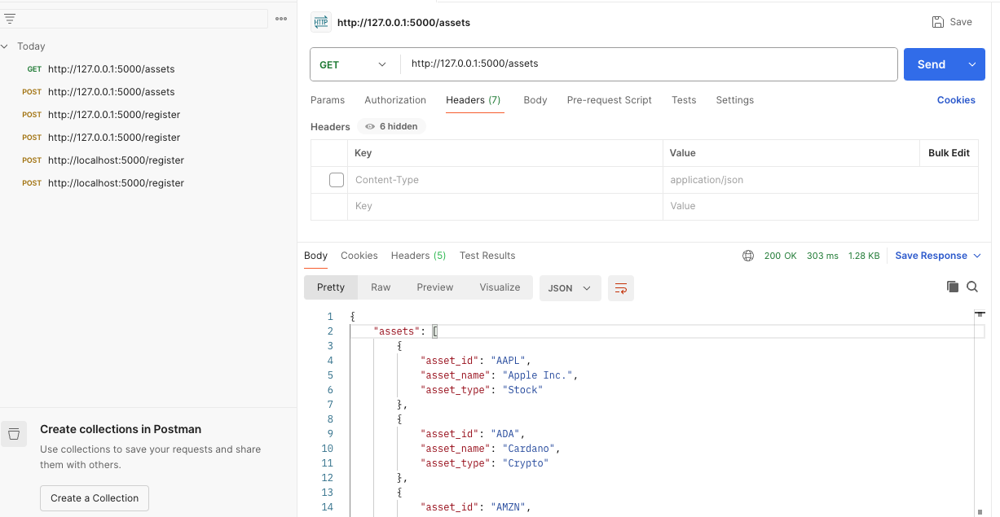 Today
GET http://127.0.0.1:5000/assets
POST http://127.0.0.1:5000/assets
POST http://127.0.0.1:5000/register
POST http://127.0.0.1:5000/register
POST http://localhost:5000/register
POST http://localhost:5000/register
Create collections in Postman
Use collections to save your requests and share
them with others.
Create a Collection
HTTP http://127.0.0.1:5000/assets Save
GET http://127.0.0.1:5000/assets Send
Params Authorization Headers (7) Body Pre-request Script Tests Settings Cookies
Headers 6 hidden
Key Value Bulk Edit
Content-Type application/json
Key Value
Body Cookies Headers (5) Test Results 200 OK 303 ms 1.28 KB Save Response
Pretty Raw Preview Visualize JSON
1 {
2 "assets": [
3 {
4 "asset_id": "AAPL",
5 "asset_name": "Apple Inc.",
6 "asset_type": "Stock"
7 },
8 {
9 "asset_id": "ADA",
10 "asset_name": "Cardano",
11 "asset_type": "Crypto"
12 },
13 {
14 "asset_id": "AMZN",